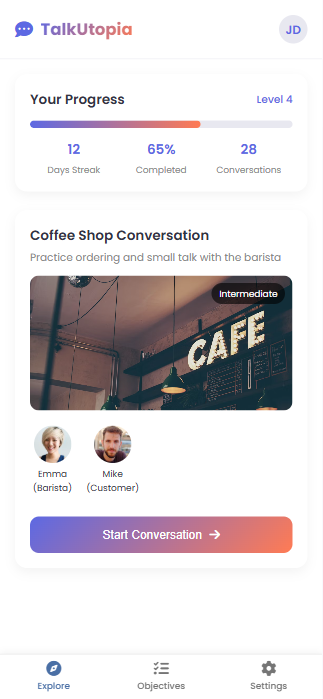 TalkUtopia
JD
Your Progress
Level 4
12
65%
28
Days Streak
Completed
Conversations
Coffee Shop Conversation
Practice ordering and small talk with the barista
Intermediate
CAFE
Emma
(Barista)
Mike
(Customer)
Start Conversation →
Explore
Objectives
Settings